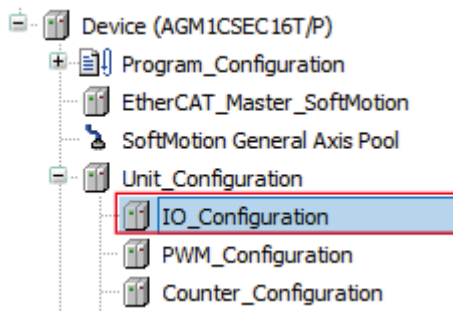 Device (AGM1CSEC16T/P)
Program_Configuration
EtherCAT_Master_SoftMotion
SoftMotion General Axis Pool
Unit_Configuration
IO_Configuration
PWM_Configuration
Counter_Configuration